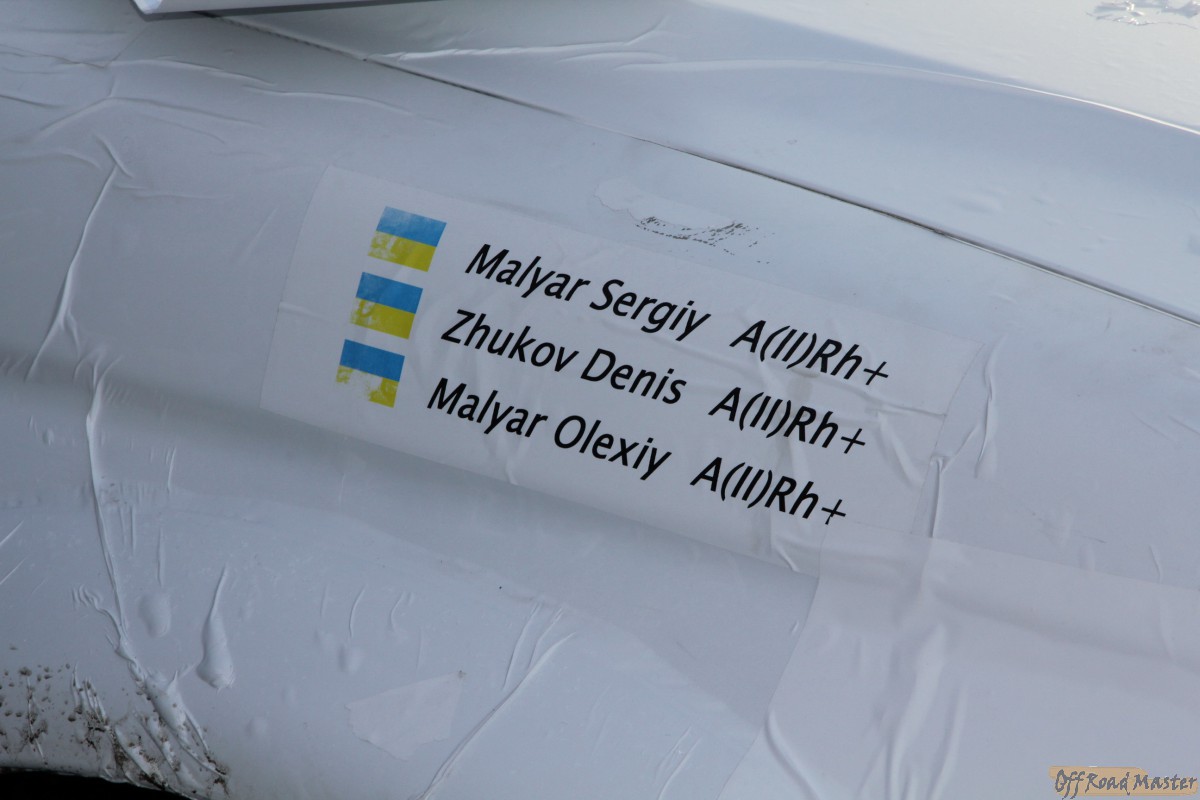 Malyar Sergiy A(II)Rh+
Zhukov Denis A(II)Rh+
Malyar Olexiy A(II)Rh+
Off Road Master